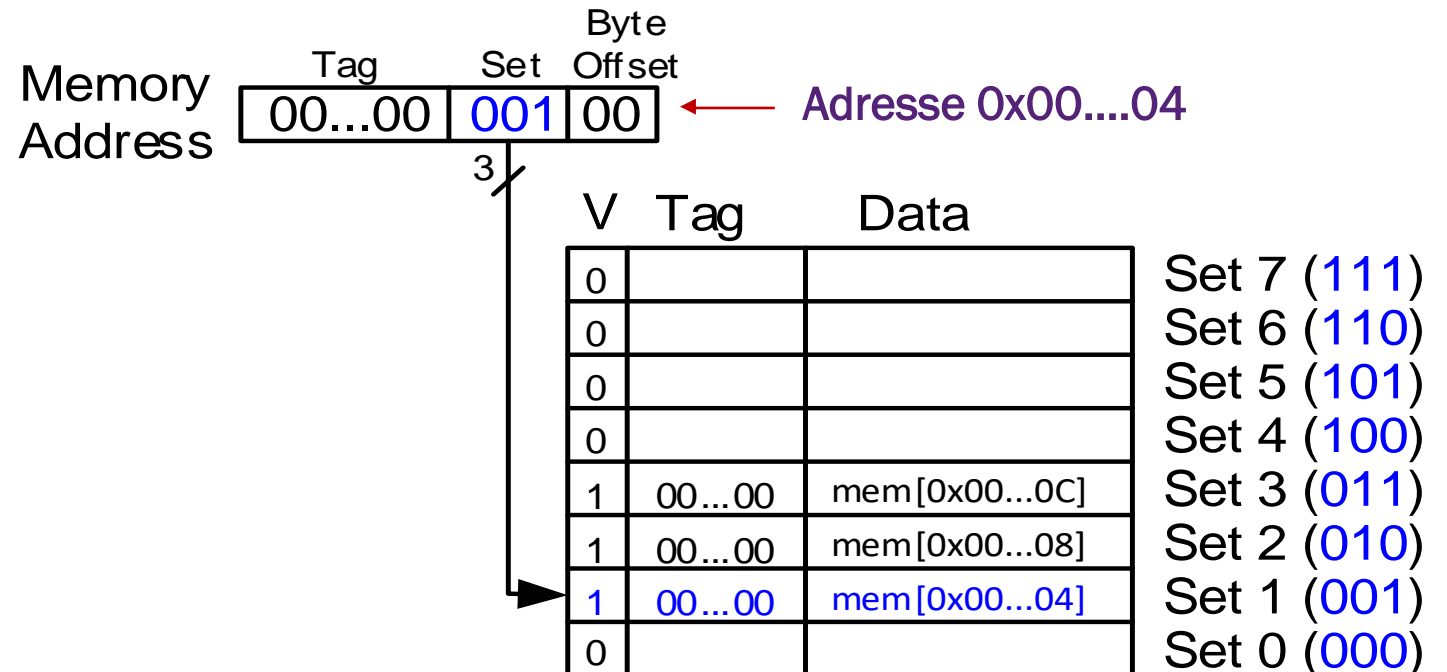 Byte
Tag Set Offset
Memory Address
00...00 001 00
Adresse 0x00....04
3
V Tag Data
0 Set 7 (111)
0 Set 6 (110)
0 Set 5 (101)
0 Set 4 (100)
1 00...00 mem[0x00...0C] Set 3 (011)
1 00...00 mem[0x00...08] Set 2 (010)
1 00...00 mem[0x00...04] Set 1 (001)
0 Set 0 (000)